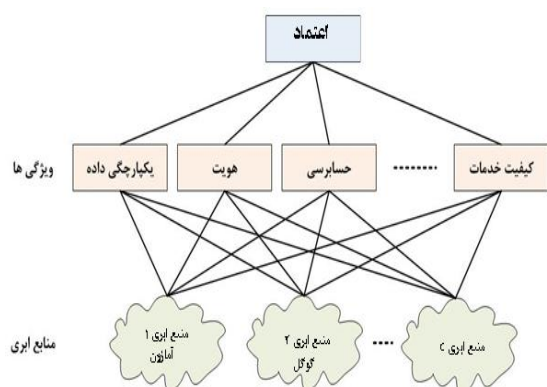 اعتماد
ویژگی ها
یکپارچگی داده
هویت
حسابرسی
کیفیت خدمات
منابع ابری
منبع ابری ۱
آمازون
منبع ابری ۲
گوگل
منبع ابری C